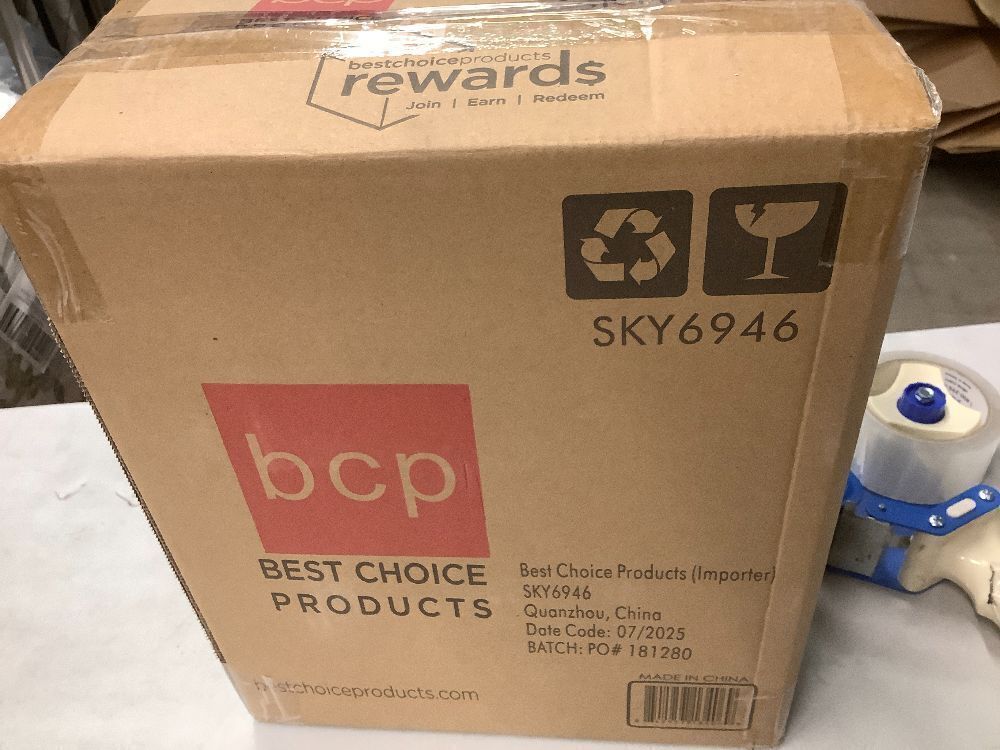 bcp
bestchoiceproducts
rewards
Join | Earn | Redeem
SKY6946
bcp
BEST CHOICE
PRODUCTS
Best Choice Products (Importer)
SKY6946
Quanzhou, China
Date Code: 07/2025
BATCH: PO# 181280
bestchoiceproducts.com
MADE IN CHINA